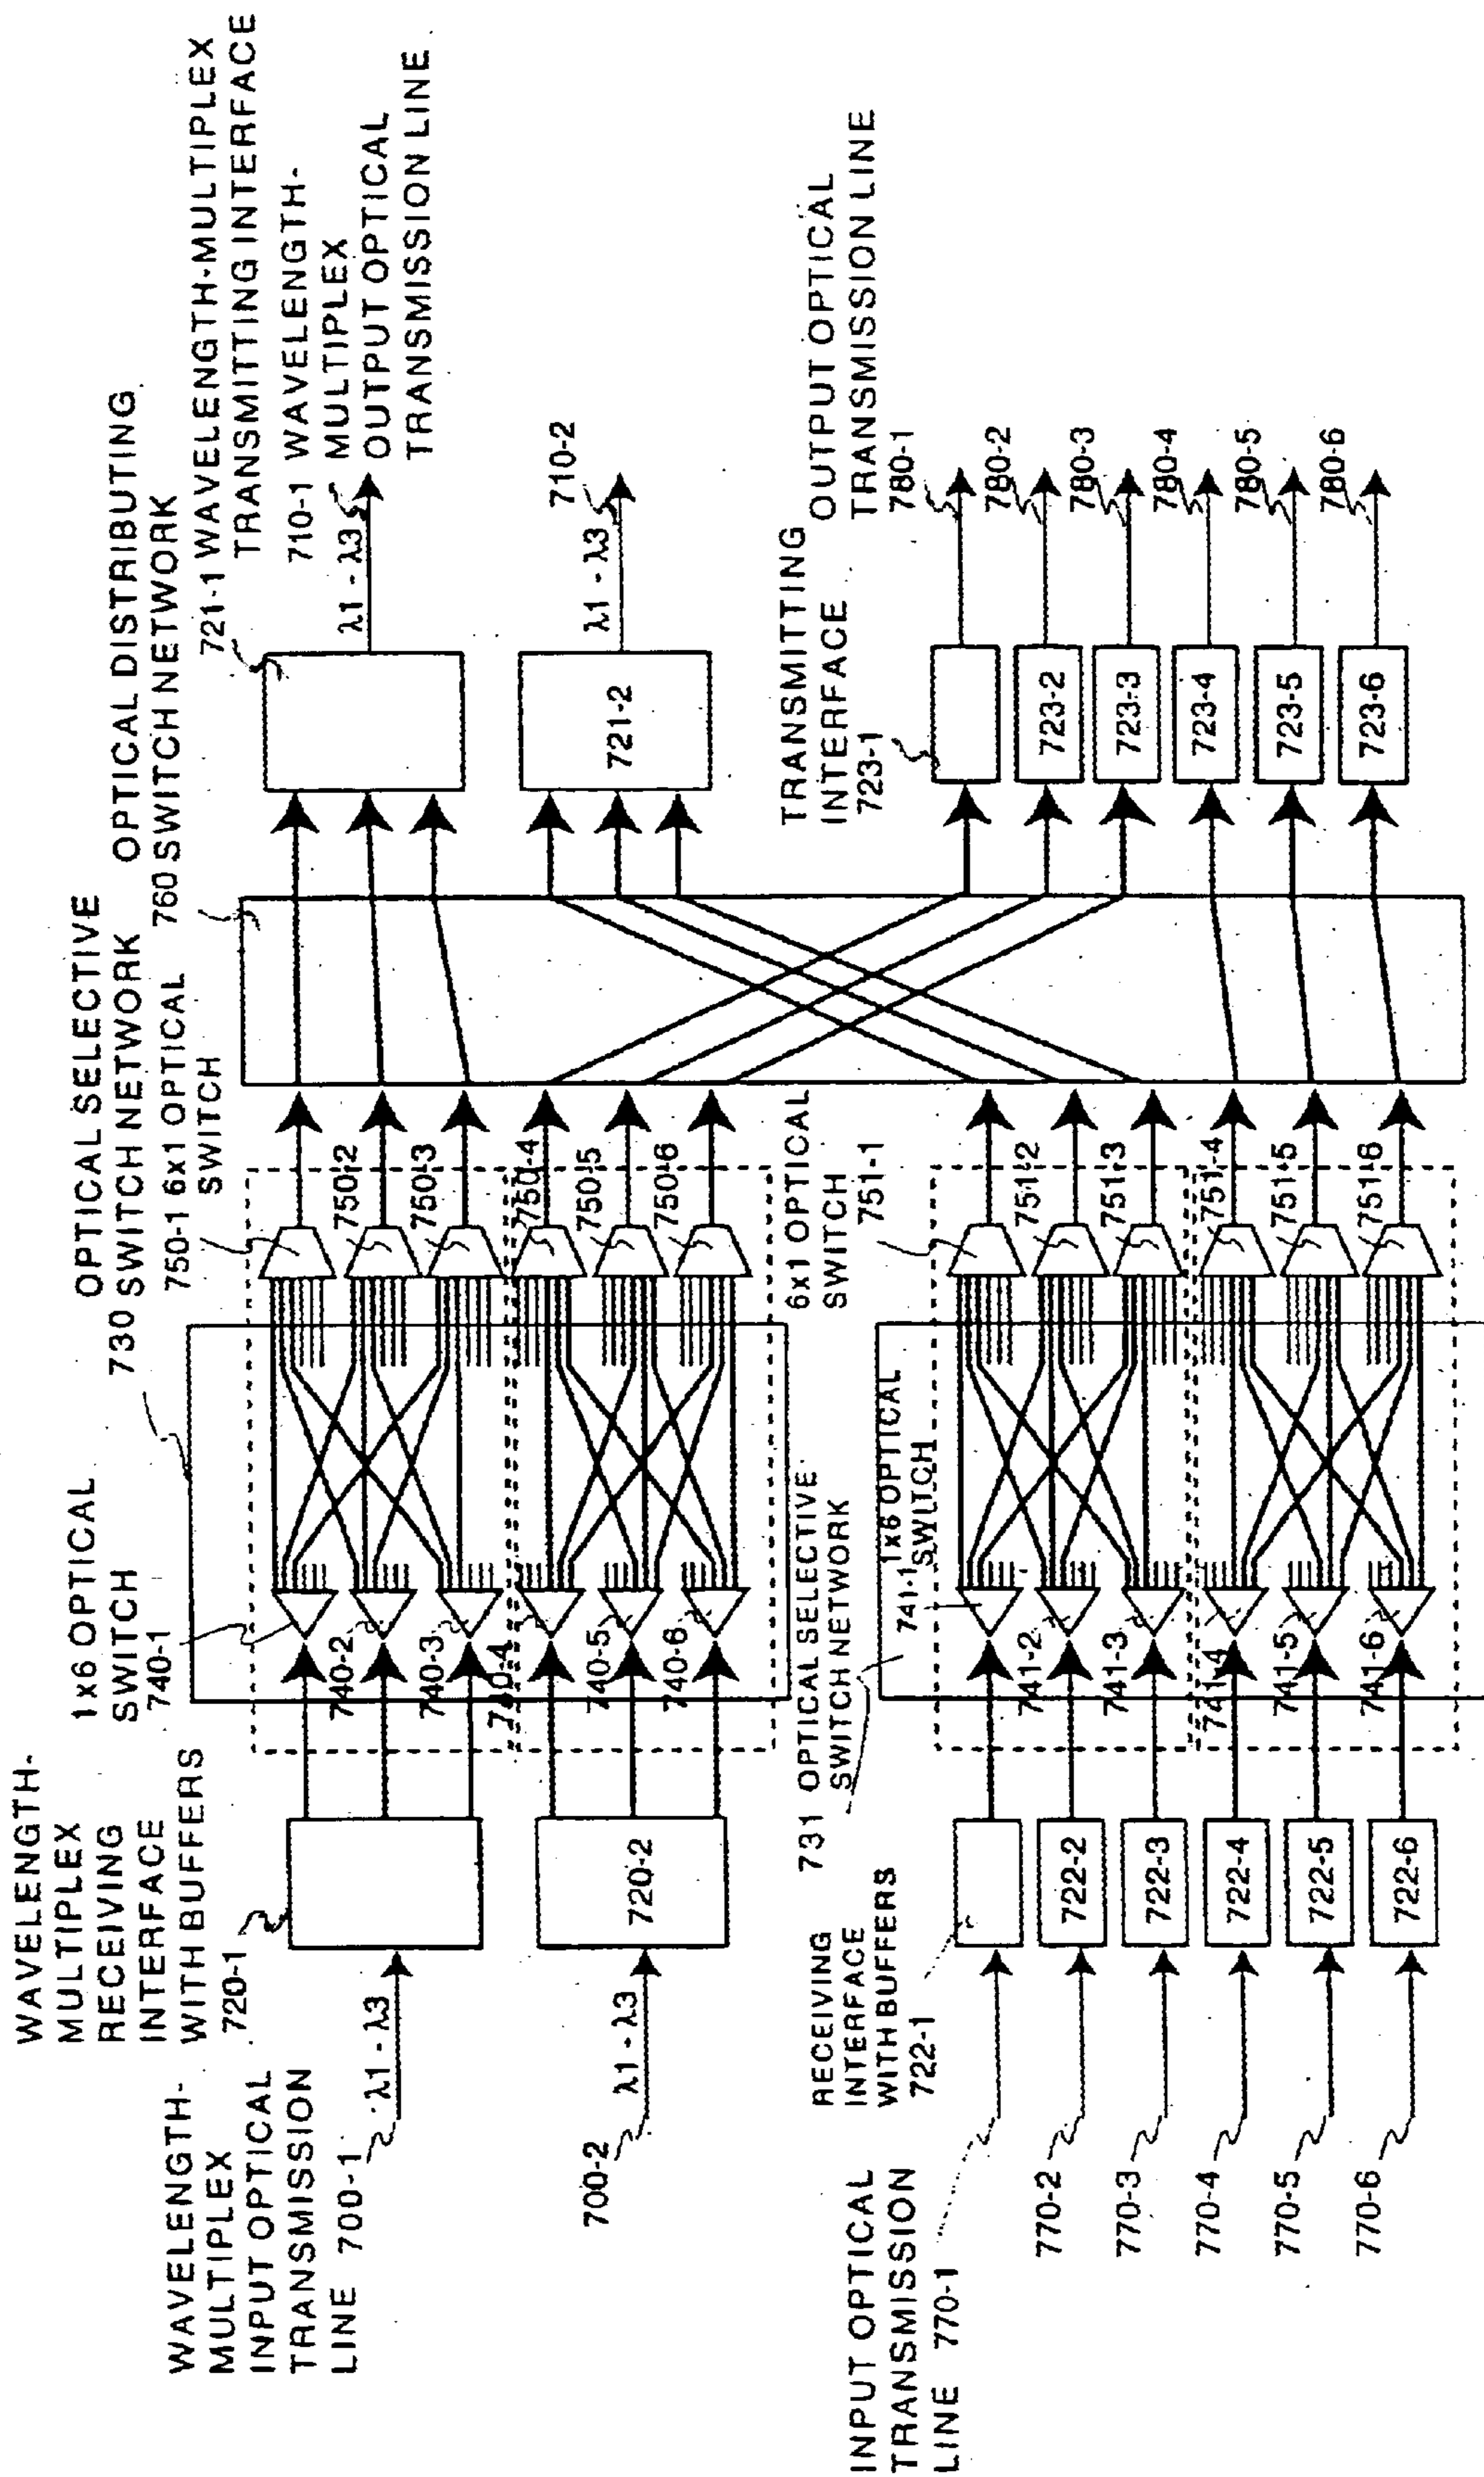 WAVELENGTH-
MULTIPLEX
INPUT OPTICAL
TRANSMISSION
LINE 700-1
λ1 - λ3
700-2
λ1 - λ3
WAVELENGTH-
MULTIPLEX
RECEIVING
INTERFACE
WITH BUFFERS
720-1
720-2
1x6 OPTICAL
SWITCH
740-1
740-2
740-3
740-4
740-5
740-6
OPTICAL SELECTIVE
730 SWITCH NETWORK
750-1 6x1 OPTICAL
SWITCH
750-2
750-3
750-4
750-5
750-6
OPTICAL DISTRIBUTING
760 SWITCH NETWORK
721-1 WAVELENGTH-MULTIPLEX
TRANSMITTING INTERFACE
710-1 WAVELENGTH-
MULTIPLEX
OUTPUT OPTICAL
TRANSMISSION LINE
λ1 - λ3
721-2
λ1 - λ3
710-2
INPUT OPTICAL
TRANSMISSION
LINE 770-1
770-2
770-3
770-4
770-5
770-6
RECEIVING
INTERFACE
WITH BUFFERS
722-1
722-2
722-3
722-4
722-5
722-6
731 OPTICAL SELECTIVE
SWITCH NETWORK
741-1
1x6 OPTICAL
SWITCH
741-2
741-3
741-4
741-5
741-6
6x1 OPTICAL
SWITCH
751-1
751-2
751-3
751-4
751-5
751-6
TRANSMITTING
INTERFACE
723-1
723-2
723-3
723-4
723-5
723-6
OUTPUT OPTICAL
TRANSMISSION LINE
780-1
780-2
780-3
780-4
780-5
780-6